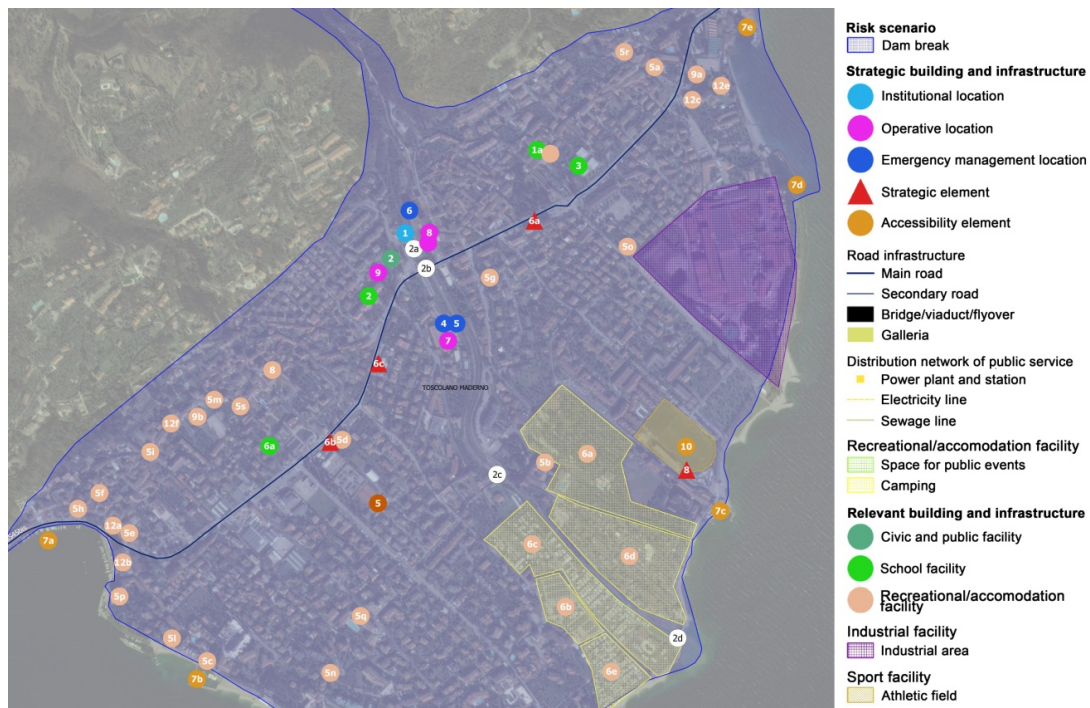 7e
5r
5a
9a
12e
12c
1a
3
7d
6
6a
1
8
2a
2
5o
2b
9
5g
2
4 5
7
6c
8
TOSCOLANO MADERNO
5m
5s
9b
12f
6b 5d
10
6a
6a
5i
5b
8
2c
5f
5
5h
7c
12a
5e
7a
6c
6d
12b
5p
6b
5q
5l
2d
5c
6e
5n
7b
Risk scenario
Dam break
Strategic building and infrastructure
Institutional location
Operative location
Emergency management location
Strategic element
Accessibility element
Road infrastructure
Main road
Secondary road
Bridge/viaduct/flyover
Galleria
Distribution network of public service
Power plant and station
Electricity line
Sewage line
Recreational/accomodation facility
Space for public events
Camping
Relevant building and infrastructure
Civic and public facility
School facility
Recreational/accomodation
facility
Industrial facility
Industrial area
Sport facility
Athletic field